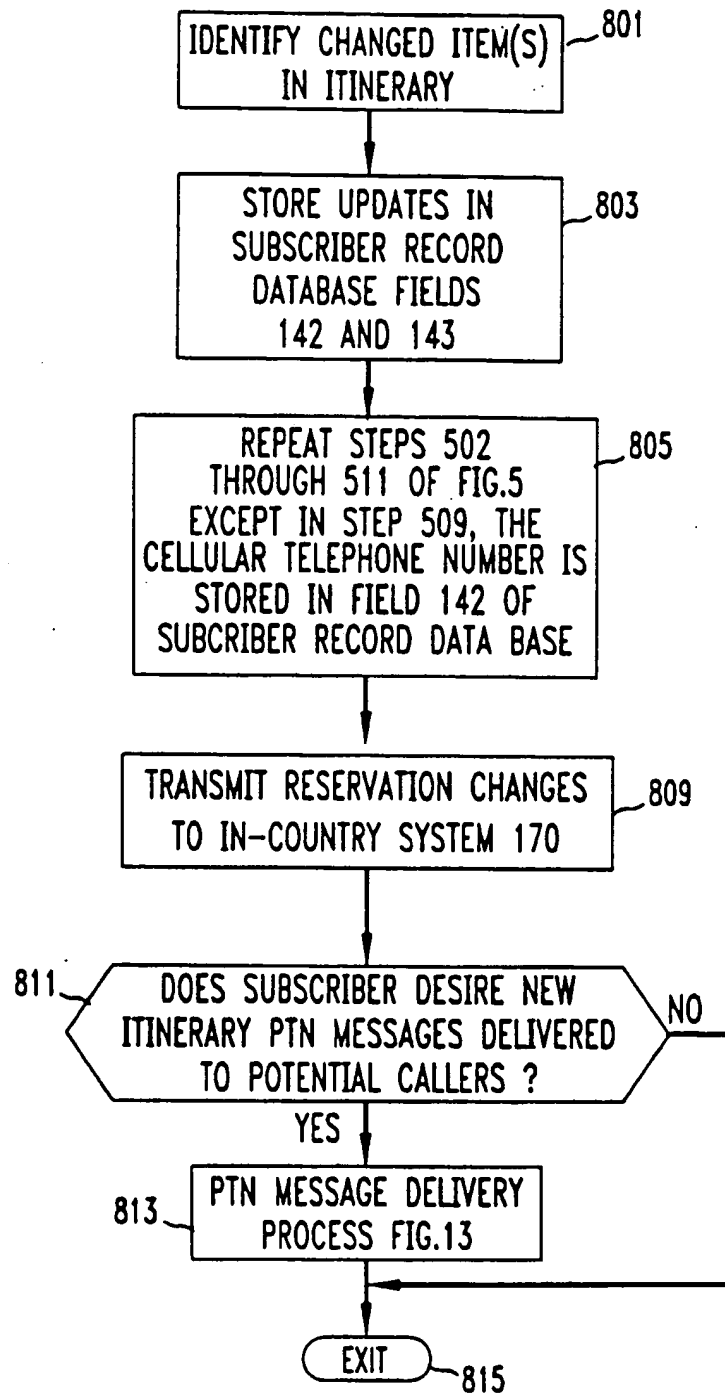 IDENTIFY CHANGED ITEM(S)
IN ITINERARY
801
STORE UPDATES IN
SUBSCRIBER RECORD
DATABASE FIELDS
142 AND 143
803
REPEAT STEPS 502
THROUGH 511 OF FIG.5
EXCEPT IN STEP 509, THE
CELLULAR TELEPHONE NUMBER IS
STORED IN FIELD 142 OF
SUBCRIBER RECORD DATA BASE
805
TRANSMIT RESERVATION CHANGES
TO IN-COUNTRY SYSTEM 170
809
811
DOES SUBSCRIBER DESIRE NEW
ITINERARY PTN MESSAGES DELIVERED
TO POTENTIAL CALLERS ?
NO
YES
813
PTN MESSAGE DELIVERY
PROCESS FIG.13
EXIT
815